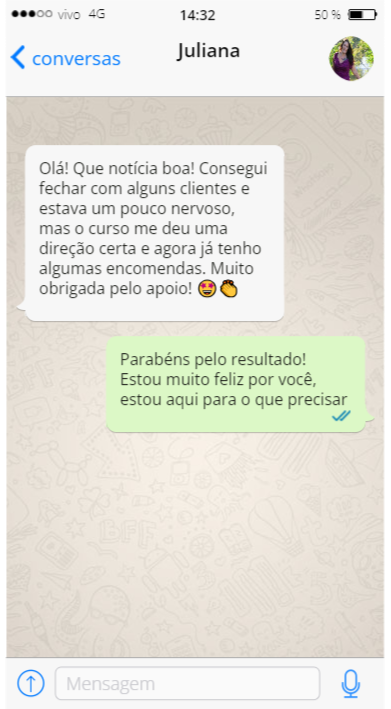 vivo 4G 14:32 50 %
conversas Juliana
Olá! Que notícia boa! Consegui
fechar com alguns clientes e
estava um pouco nervoso,
mas o curso me deu uma
direção certa e agora já tenho
algumas encomendas. Muito
obrigada pelo apoio! 🤩👏
Parabéns pelo resultado!
Estou muito feliz por você,
estou aqui para o que precisar
BFF
Mensagem